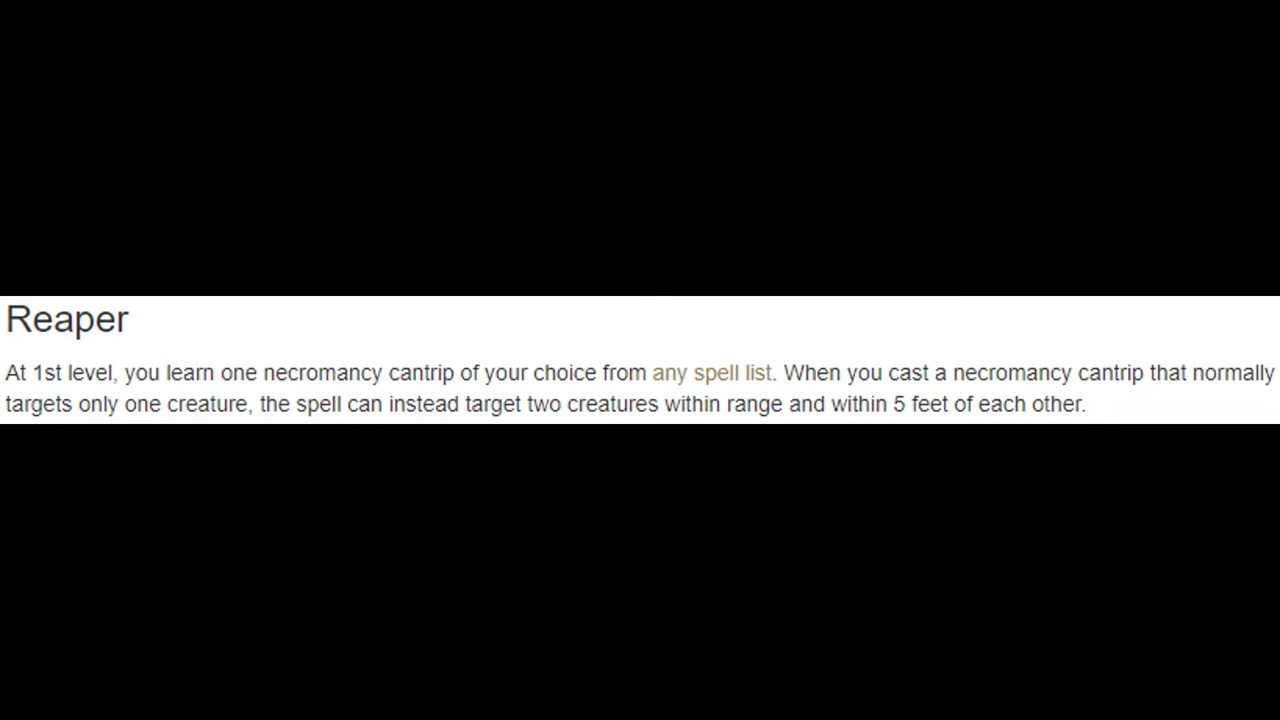 Reaper
At 1st level, you learn one necromancy cantrip of your choice from any spell list. When you cast a necromancy cantrip that normally
targets only one creature, the spell can instead target two creatures within range and within 5 feet of each other.